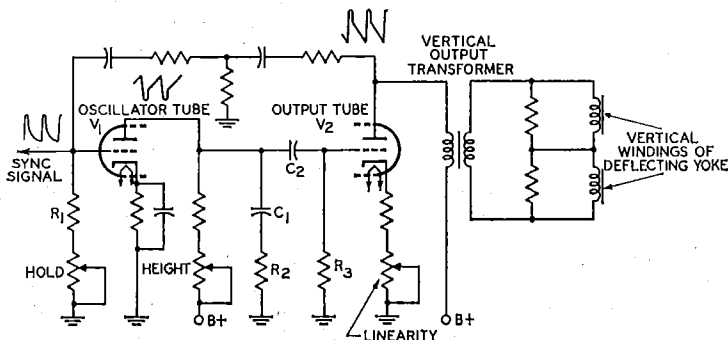 VERTICAL
OUTPUT
TRANSFORMER
OSCILLATOR TUBE
V1
OUTPUT TUBE
V2
SYNC
SIGNAL
C2
VERTICAL
WINDINGS OF
DEFLECTING YOKE
R1
C1
HOLD
HEIGHT
R2
R3
B+
LINEARITY
B+